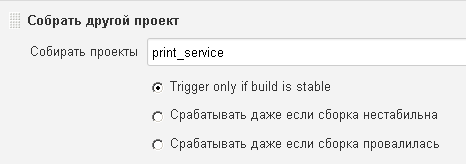 Собрать другой проект
Собирать проекты print_service
Trigger only if build is stable
Срабатывать даже если сборка нестабильна
Срабатывать даже если сборка провалилась